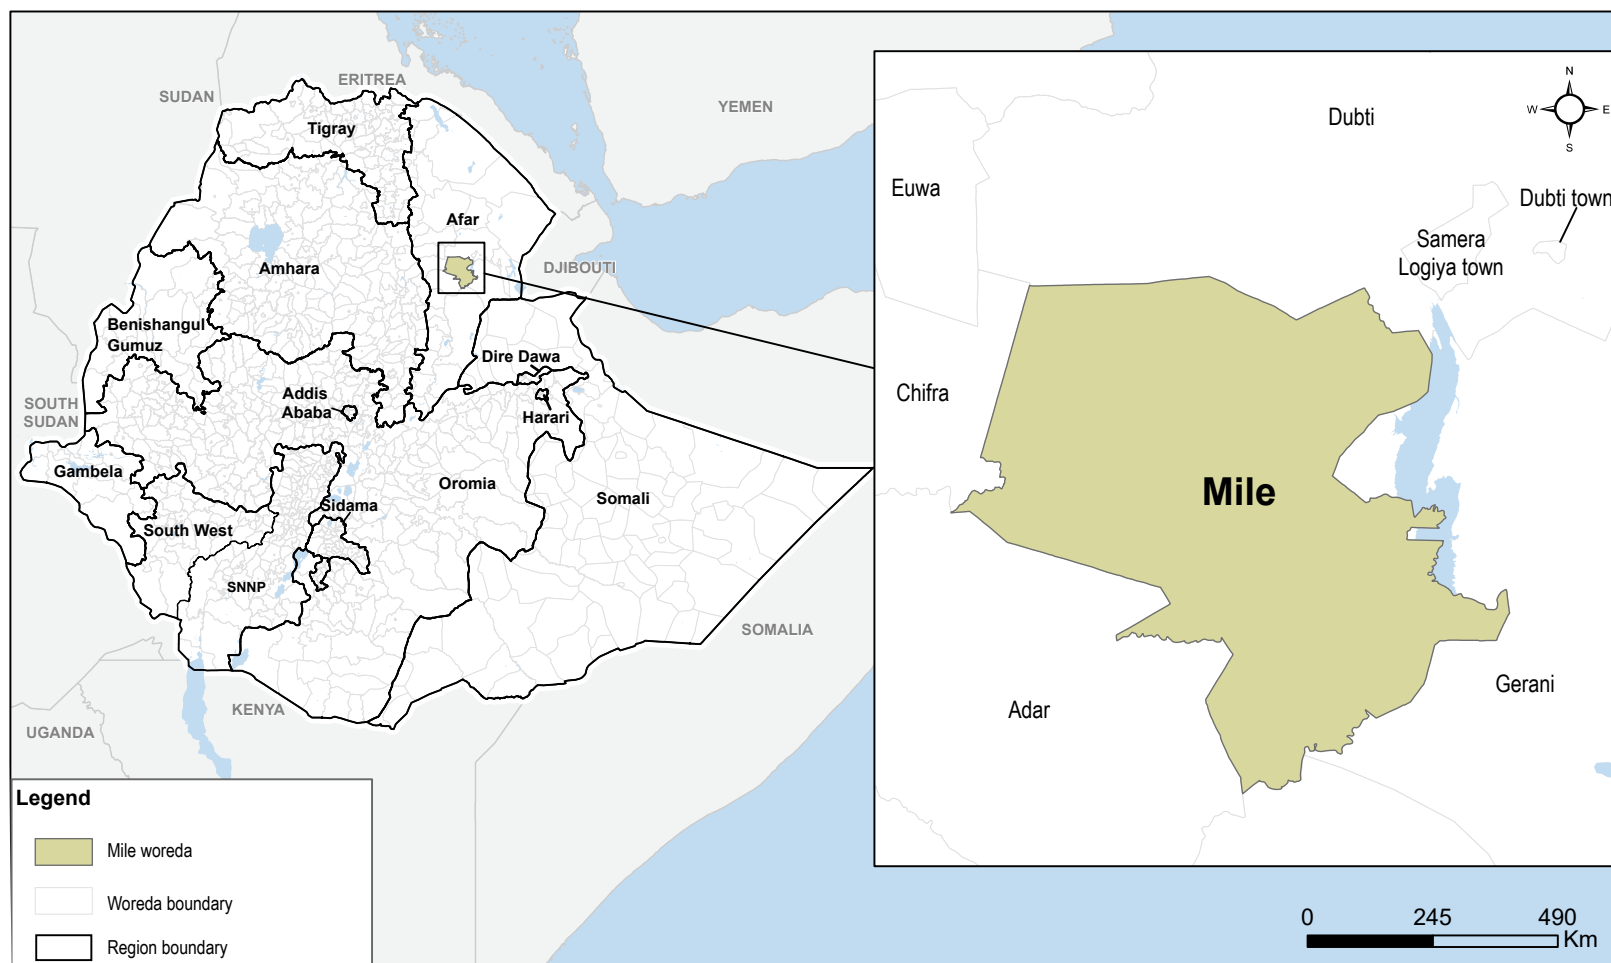 ERITREA
SUDAN
YEMEN
Tigray
Afar
Amhara
DJIBOUTI
Benishangul
Gumuz
Dire Dawa
Addis
Ababa
Harari
SOUTH
SUDAN
Gambela
Oromia
Somali
Sidama
South West
SNNP
SOMALIA
KENYA
UGANDA
N
W
E
S
Dubti
Euwa
Dubti town
Samera
Logiya town
Chifra
Mile
Gerani
Adar
Legend
Mile woreda
Woreda boundary
Region boundary
0 245 490
Km